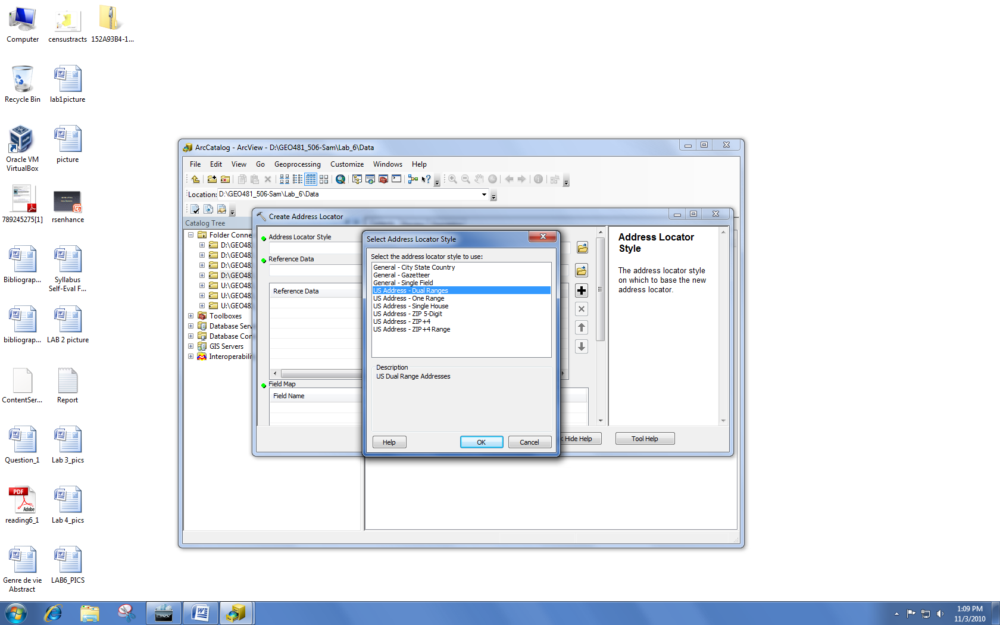 Computer
censustracts
152A93B4-1...
Recycle Bin
lab1picture
Oracle VM
VirtualBox
picture
789245275[1]
rsenhance
Bibliograp...
Syllabus
Self-Eval F...
bibliograp...
LAB 2 picture
ContentSer...
Report
Question_1
Lab 3_pics
PDF
Adobe
reading6_1
Lab 4_pics
Genre de vie
Abstract
LAB6_PICS
ArcCatalog - ArcView - D:\GEO481_506-Sam\Lab_6\Data
File Edit View Go Geoprocessing Customize Windows Help
Location: D:\GEO481_506-Sam\Lab_6\Data
Catalog Tree
Folder Conne
D:\GEO48
D:\GEO48
D:\GEO48
D:\GEO48
U:\GEO48
U:\GEO48
U:\GEO48
Toolboxes
Database Serv
Database Con
GIS Servers
Interoperabili
Create Address Locator
Address Locator Style
Reference Data
Reference Data
Field Map
Field Name
Select Address Locator Style
Select the address locator style to use:
General - City State Country
General - Gazetteer
General - Single Field
US Address - Dual Ranges
US Address - One Range
US Address - Single House
US Address - ZIP 5-Digit
US Address - ZIP+4
US Address - ZIP+4 Range
Description
US Dual Range Addresses
Help OK Cancel
< Hide Help Tool Help
Address Locator
Style
The address locator style
on which to base the new
address locator.
1:09 PM
11/3/2010